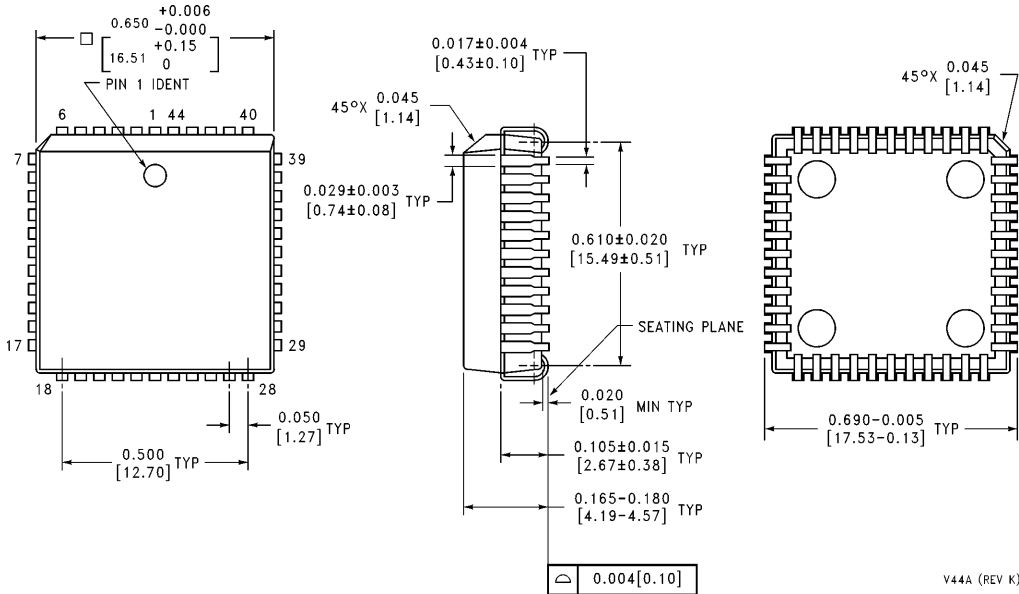 0.650 +0.006 -0.000
[16.51 +0.15 0]
PIN 1 IDENT
6 1 44 40
7 39
17 29
18 28
0.050 TYP
[1.27]
0.500 TYP
[12.70]
0.017±0.004 TYP
[0.43±0.10]
45°X 0.045
[1.14]
0.029±0.003 TYP
[0.74±0.08]
0.610±0.020 TYP
[15.49±0.51]
SEATING PLANE
0.020 MIN TYP
[0.51]
0.105±0.015 TYP
[2.67±0.38]
0.165-0.180 TYP
[4.19-4.57]
⌓ 0.004[0.10]
45°X 0.045
[1.14]
0.690-0.005 TYP
[17.53-0.13]
V44A (REV K)